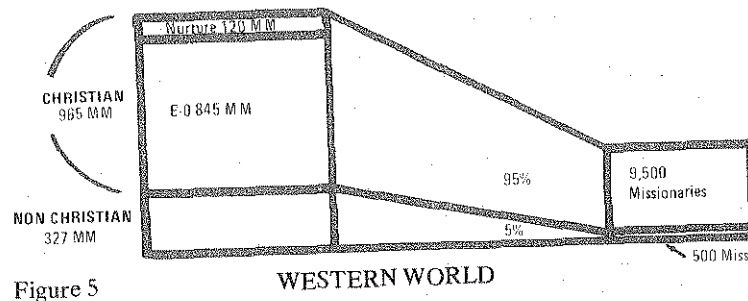 Nurture 120 MM
CHRISTIAN
965 MM
E-0 845 MM
95%
9,500
Missionaries
NON CHRISTIAN
327 MM
5%
500 Miss
Figure 5
WESTERN WORLD